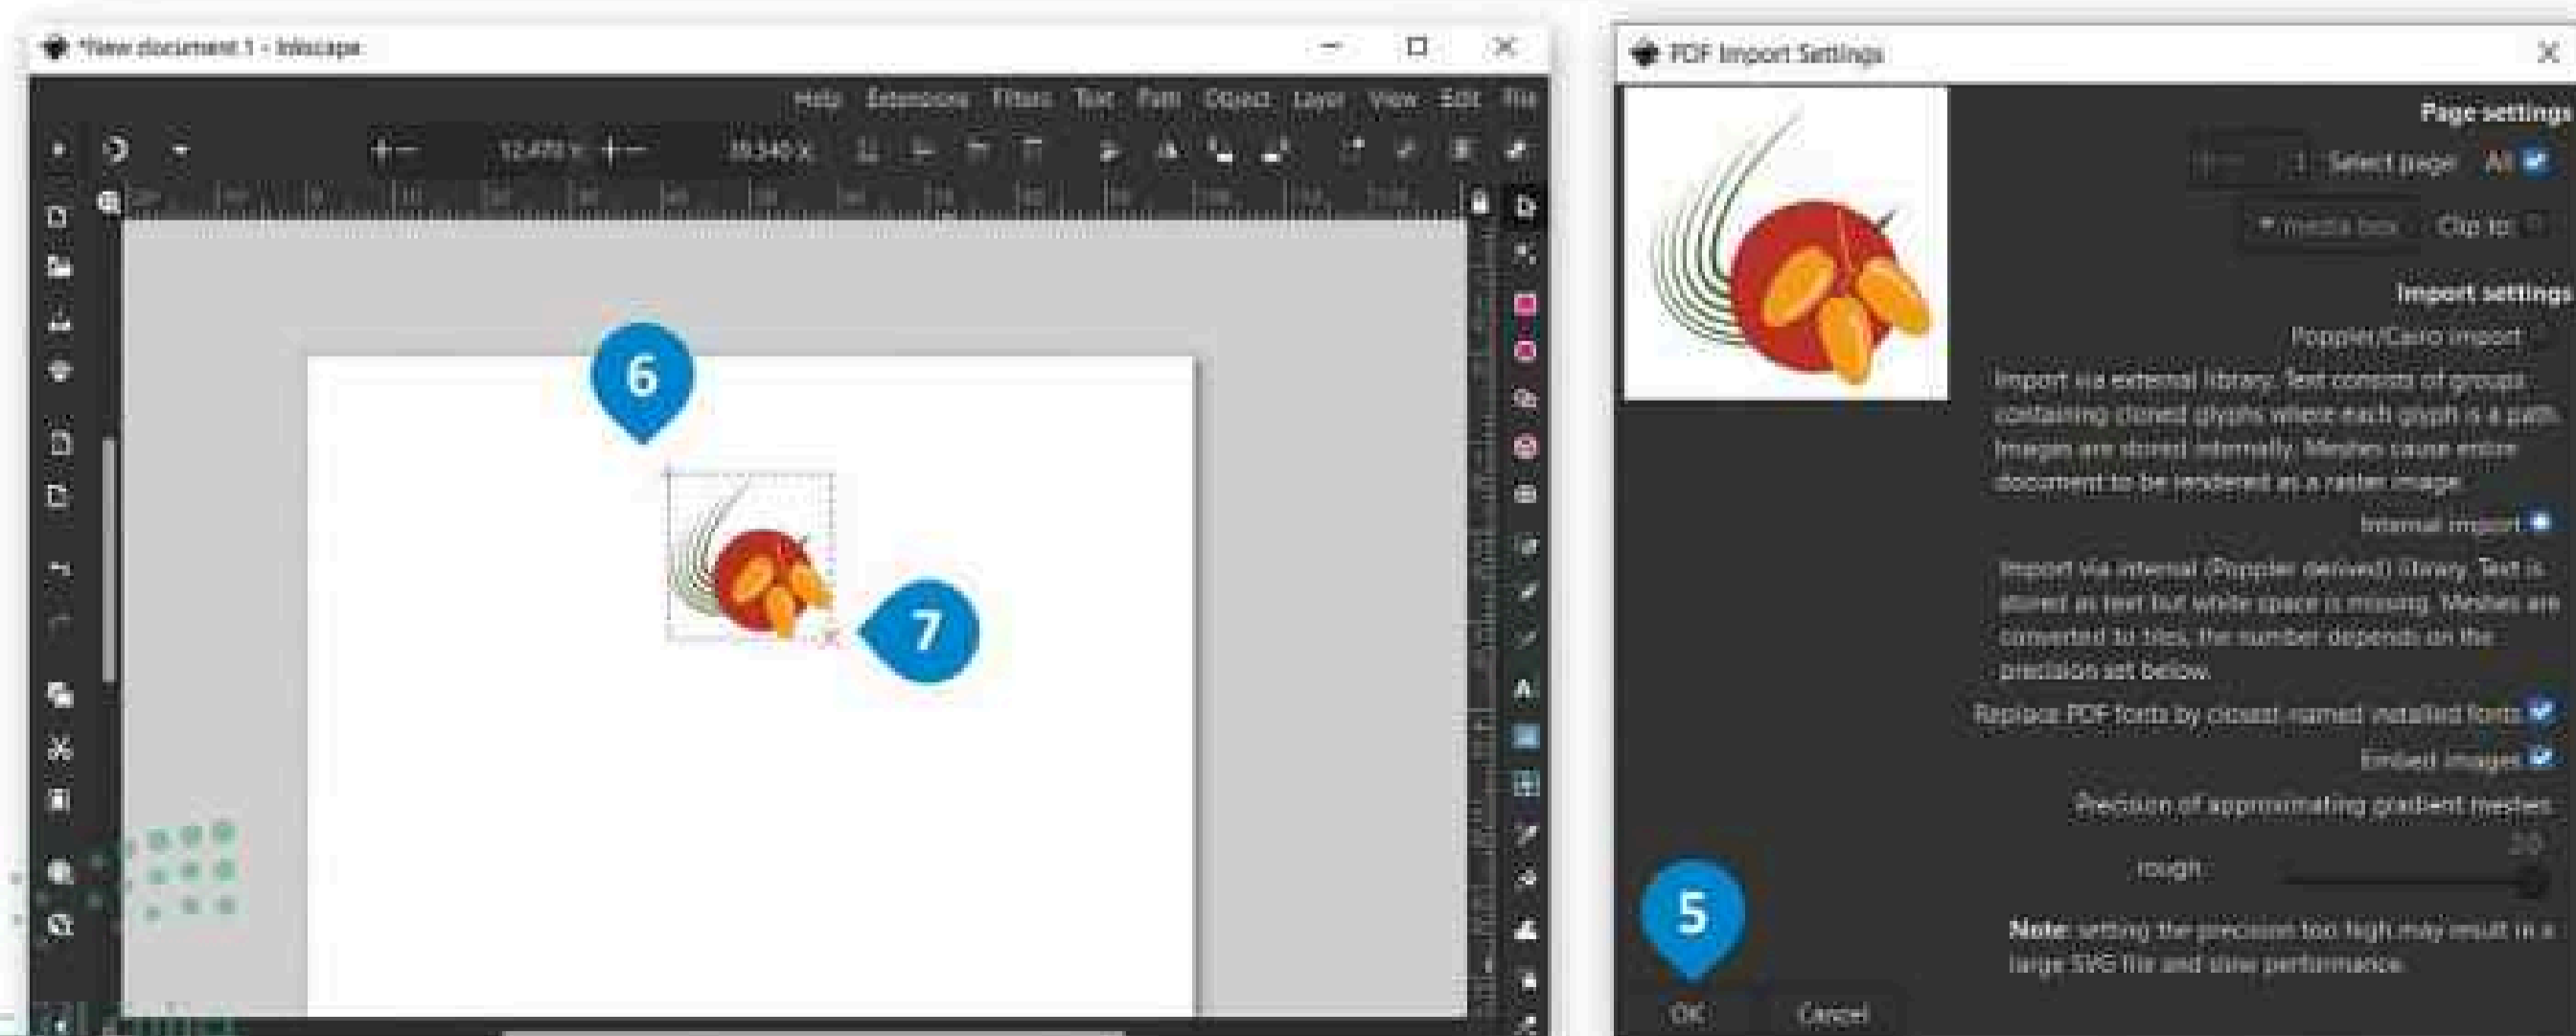 *New document 1 - Inkscape
Help Extensions Filters Text Path Object Layer View Edit File
6
7
PDF Import Settings
Page settings
1 Select page: All
media box Clip to:
Import settings
Poppler/Cairo import
Import via external library. Text consists of groups
containing cloned glyphs where each glyph is a path.
Images are stored internally. Meshes cause entire
document to be rendered as a raster image.
Internal import
Import via internal (Poppler derived) library. Text is
stored as text but white space is missing. Meshes are
converted to tiles, the number depends on the
precision set below.
Replace PDF fonts by closest-named installed fonts
Embed images
Precision of approximating gradient meshes
rough
Note: setting the precision too high may result in a
large SVG file and slow performance.
5
OK Cancel